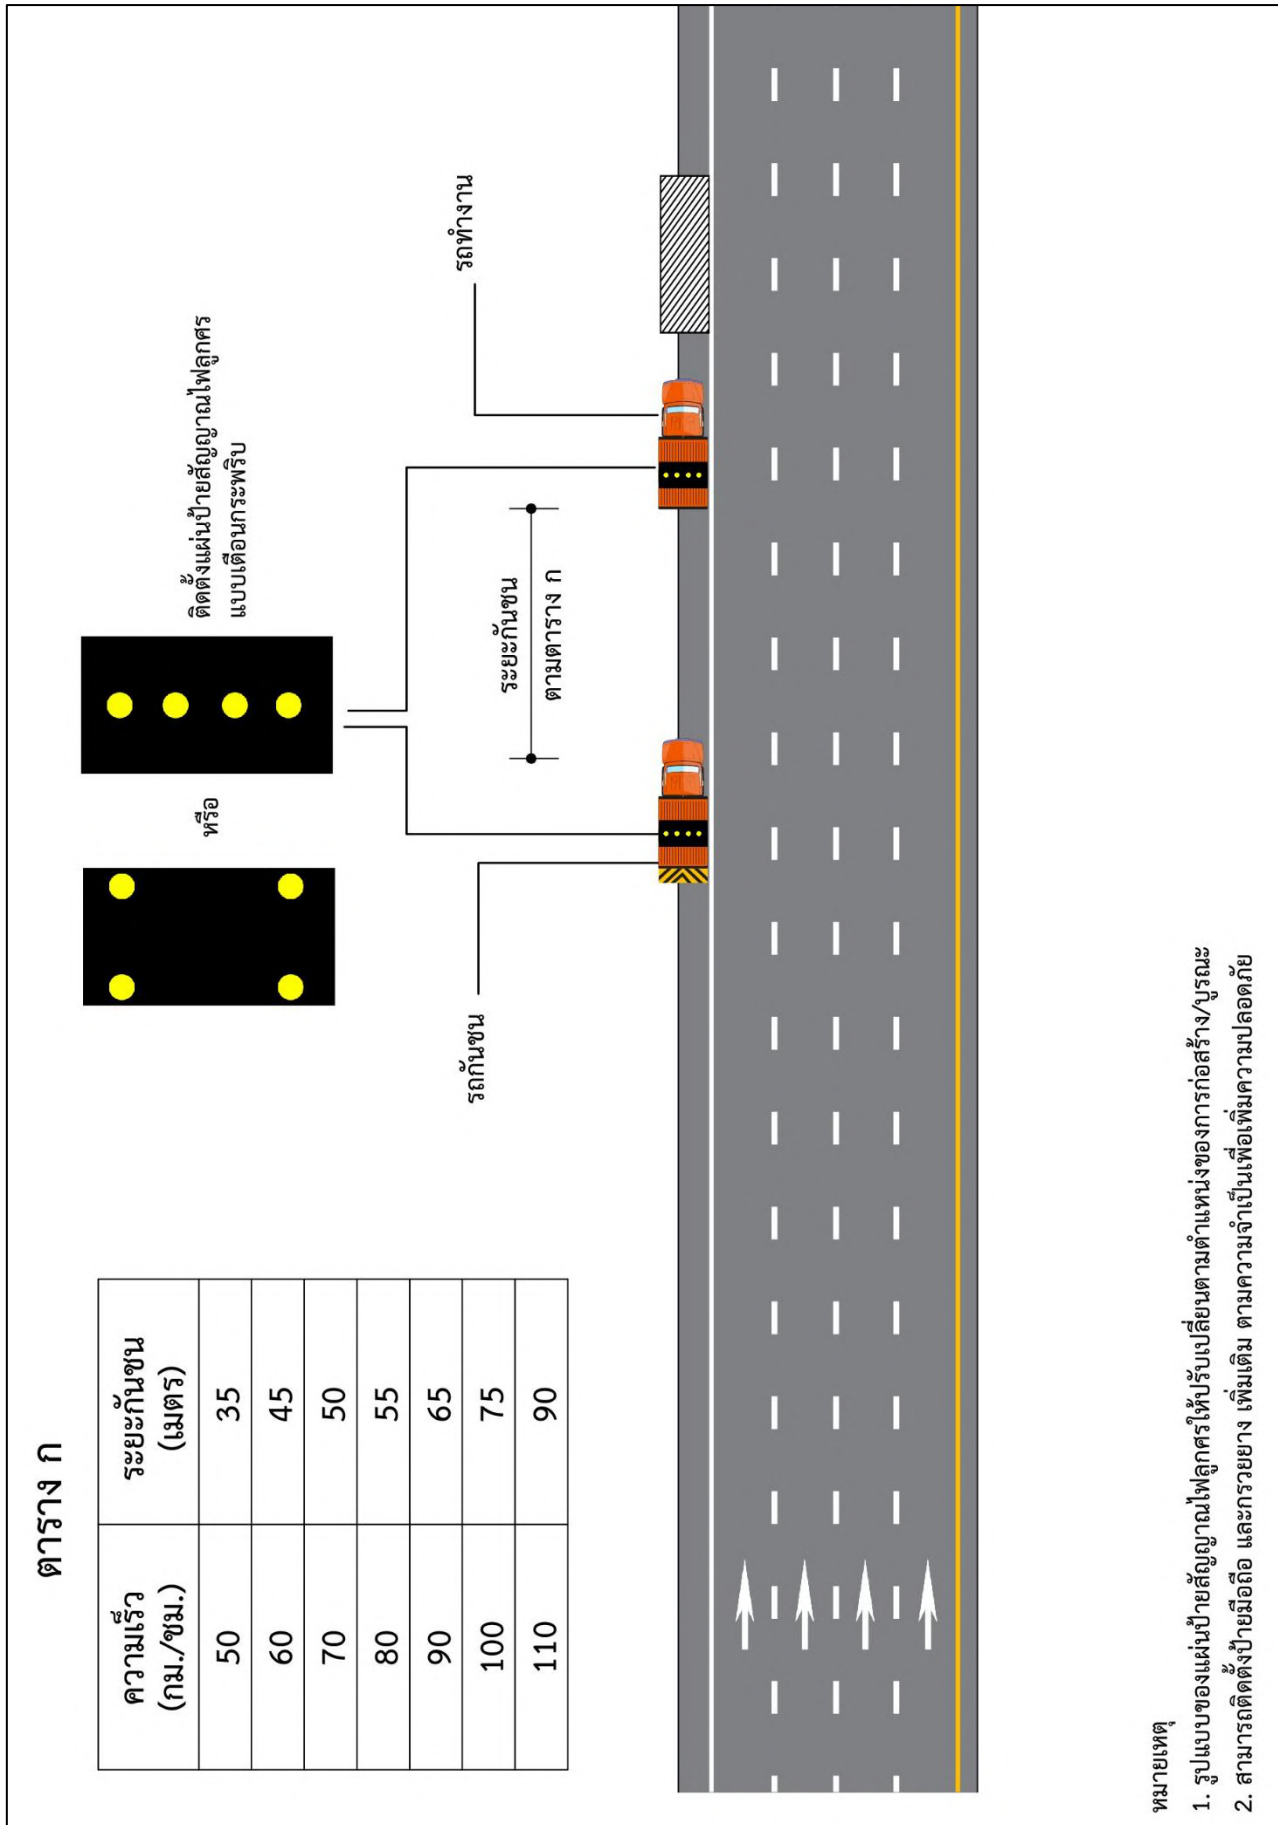 ตาราง ก
ความเร็ว ระยะกันชน
(กม./ชม.) (เมตร)
50 35
60 45
70 50
80 55
90 65
100 75
110 90
หรือ
ติดตั้งแผ่นป้ายสัญญาณไฟลูกศร
แบบเตือนกระพริบ
รถกันชน
ระยะกันชน
ตามตาราง ก
รถทำงาน
หมายเหตุ
1. รูปแบบของแผ่นป้ายสัญญาณไฟลูกศรให้ปรับเปลี่ยนตามตำแหน่งของการก่อสร้าง/บูรณะ
2. สามารถติดตั้งป้ายมือถือ และกรวยยาง เพิ่มเติม ตามความจำเป็นเพื่อเพิ่มความปลอดภัย